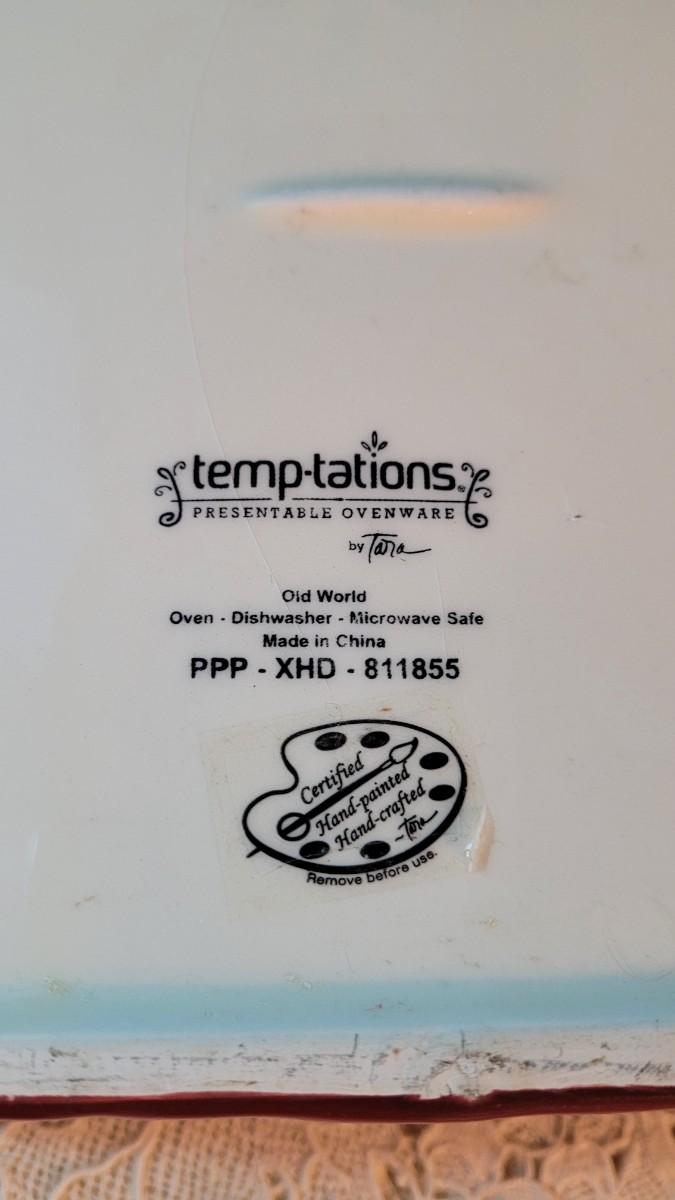 temp-tations®
PRESENTABLE OVENWARE
by Tara
Old World
Oven - Dishwasher - Microwave Safe
Made in China
PPP - XHD - 811855
Certified
Hand-painted
Hand-crafted
~Tara
Remove before use.